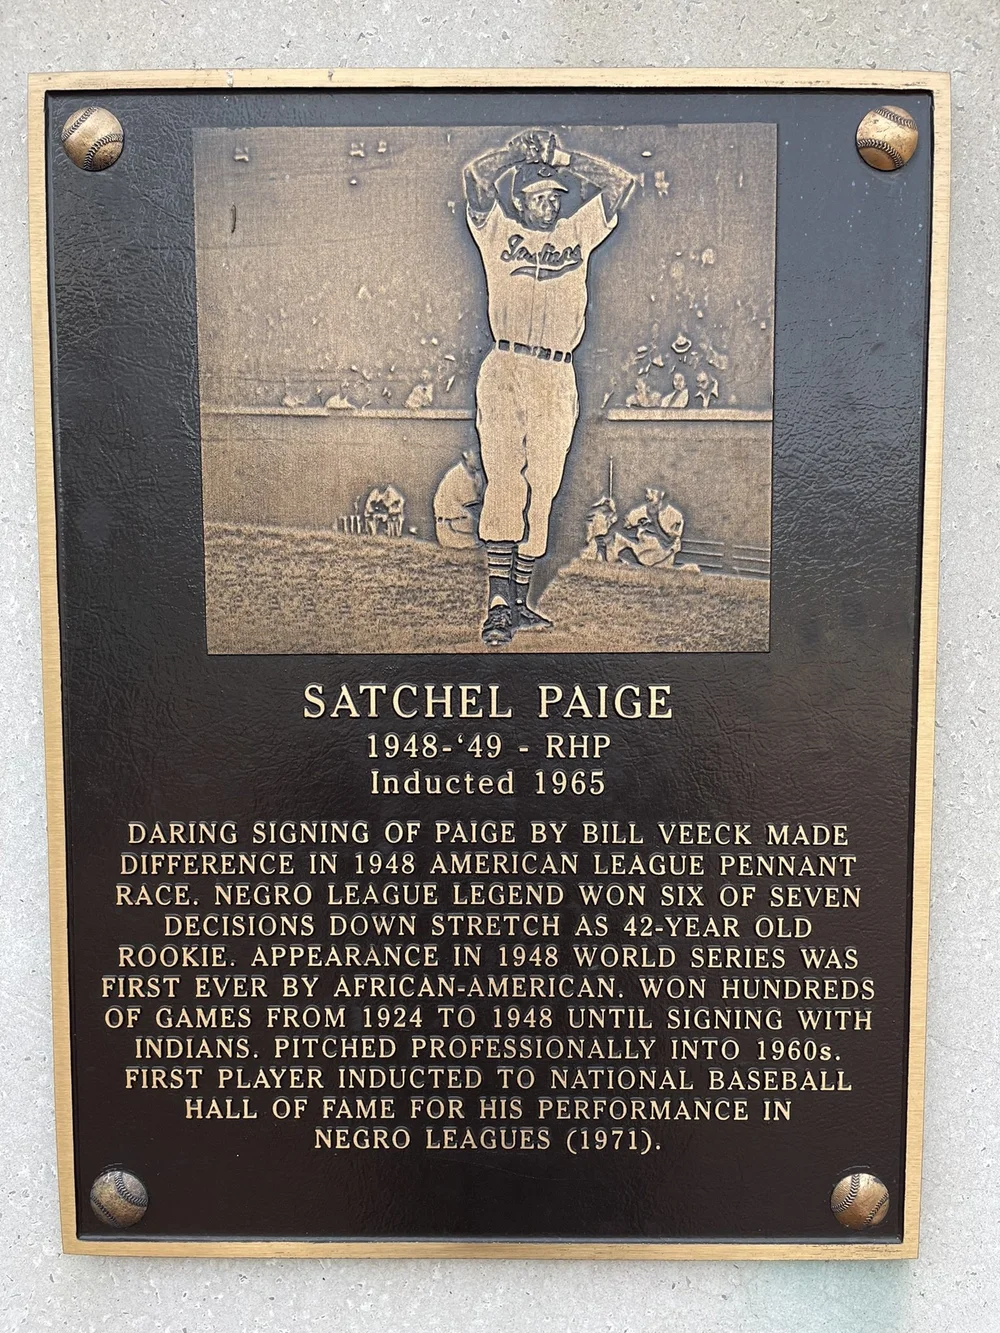 Indians
SATCHEL PAIGE
1948-‘49 - RHP
Inducted 1965
DARING SIGNING OF PAIGE BY BILL VEECK MADE
DIFFERENCE IN 1948 AMERICAN LEAGUE PENNANT
RACE. NEGRO LEAGUE LEGEND WON SIX OF SEVEN
DECISIONS DOWN STRETCH AS 42-YEAR OLD
ROOKIE. APPEARANCE IN 1948 WORLD SERIES WAS
FIRST EVER BY AFRICAN-AMERICAN. WON HUNDREDS
OF GAMES FROM 1924 TO 1948 UNTIL SIGNING WITH
INDIANS. PITCHED PROFESSIONALLY INTO 1960s.
FIRST PLAYER INDUCTED TO NATIONAL BASEBALL
HALL OF FAME FOR HIS PERFORMANCE IN
NEGRO LEAGUES (1971).